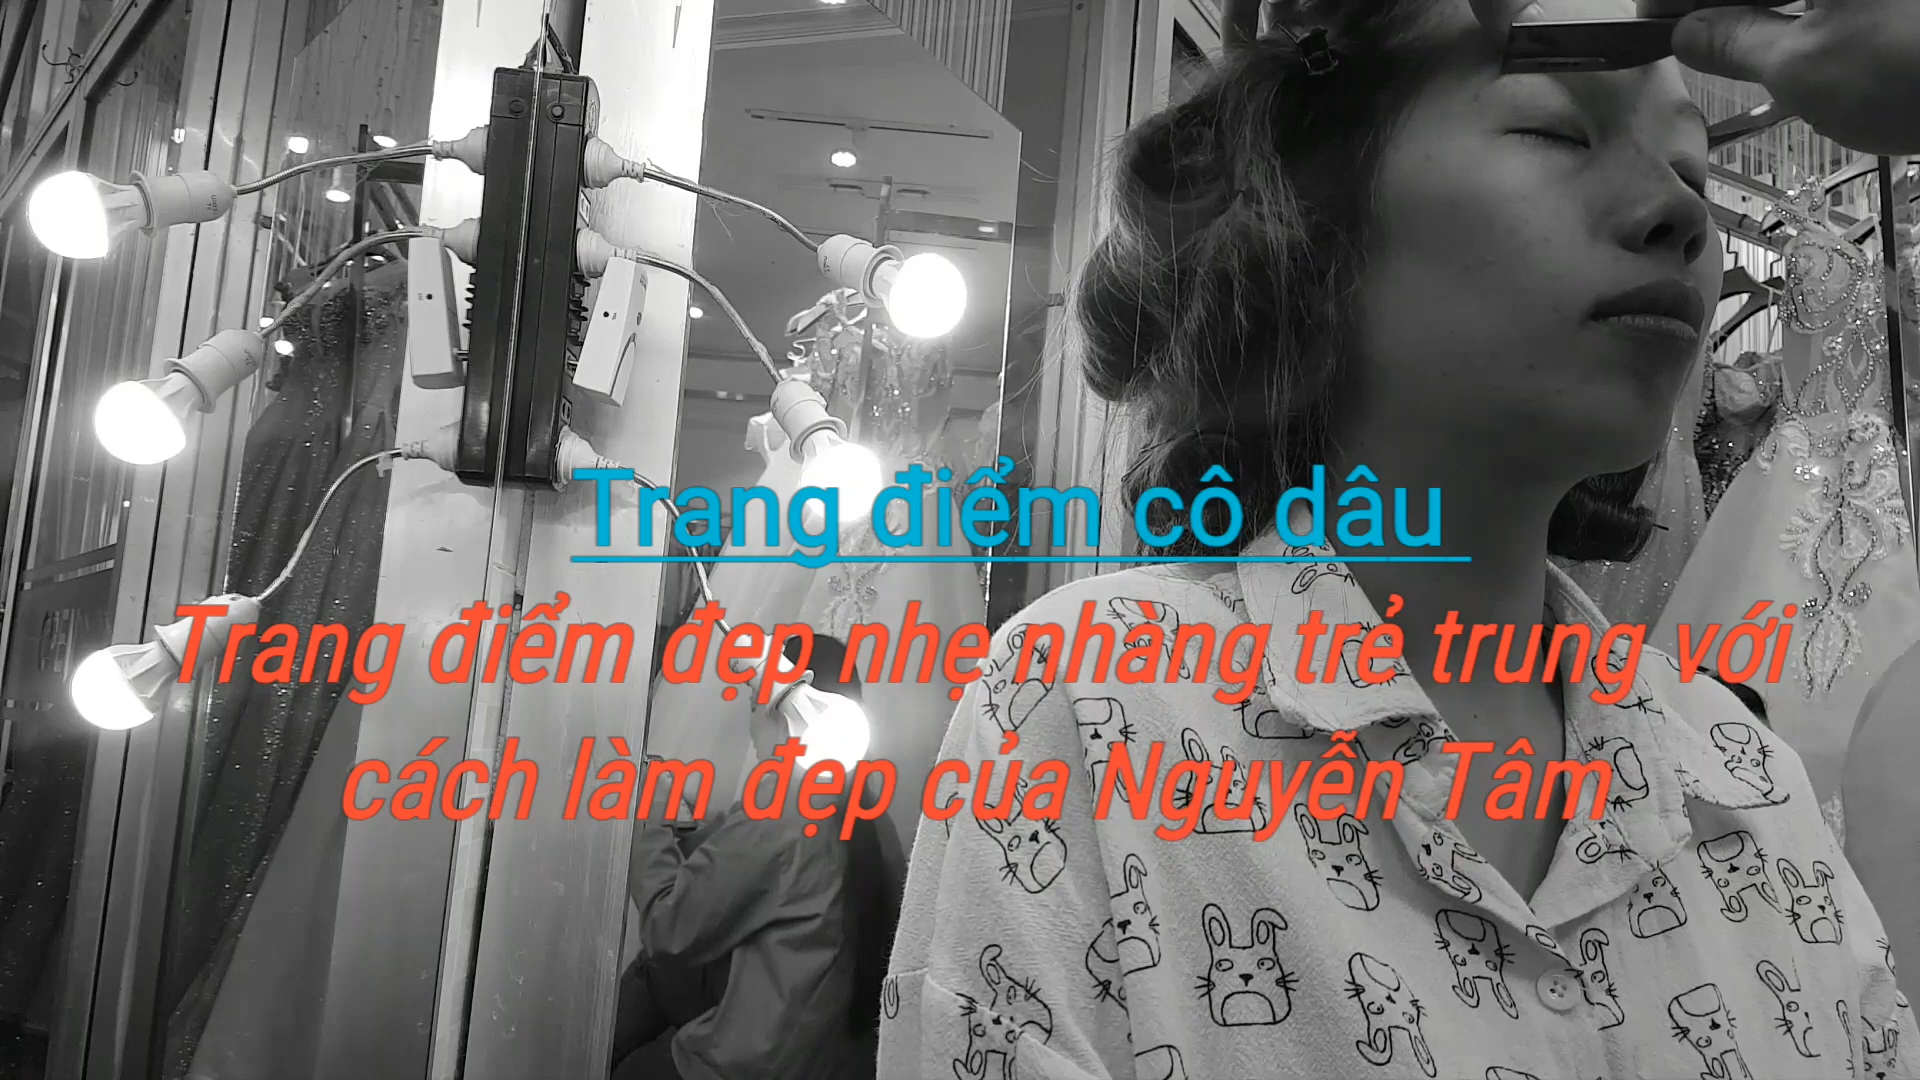 Trang điểm cô dâu
Trang điểm đẹp nhẹ nhàng trẻ trung với
cách làm đẹp của Nguyễn Tâm